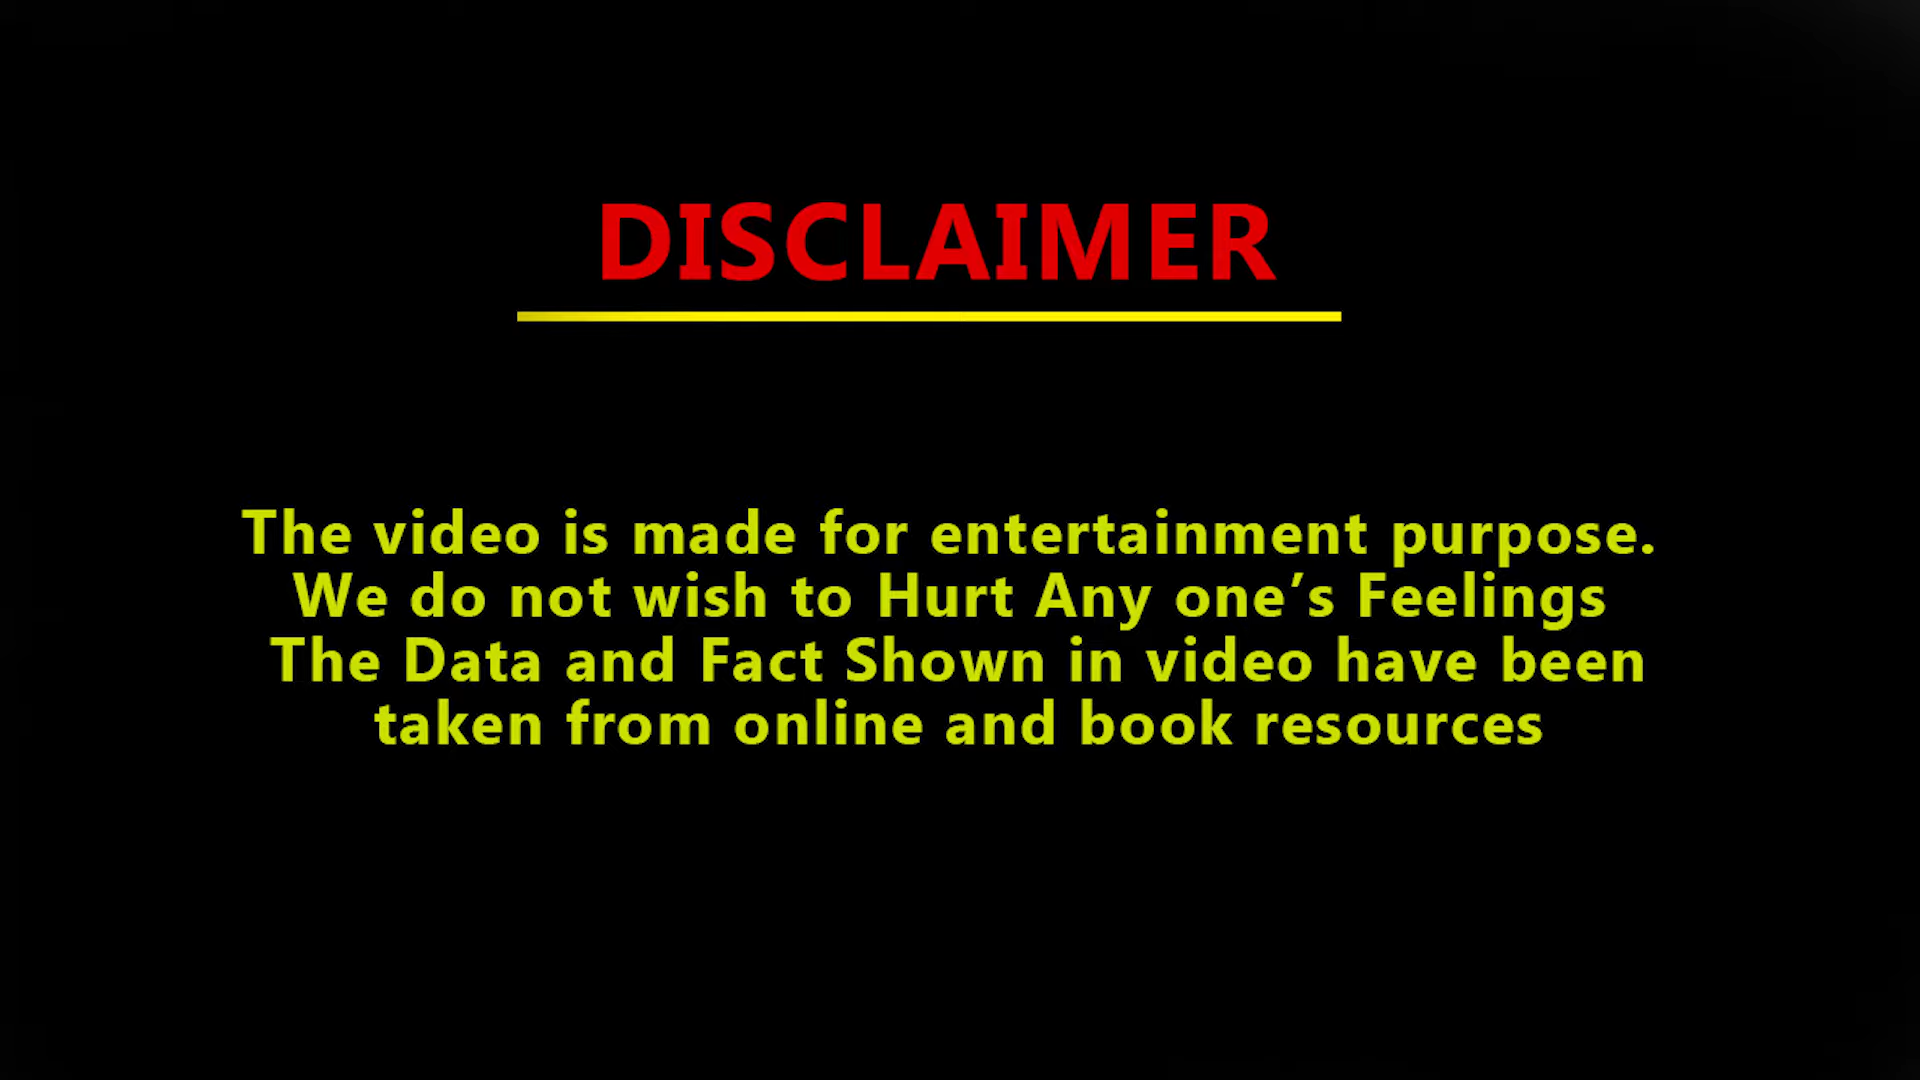 DISCLAIMER
The video is made for entertainment purpose.
We do not wish to Hurt Any one’s Feelings
The Data and Fact Shown in video have been
taken from online and book resources